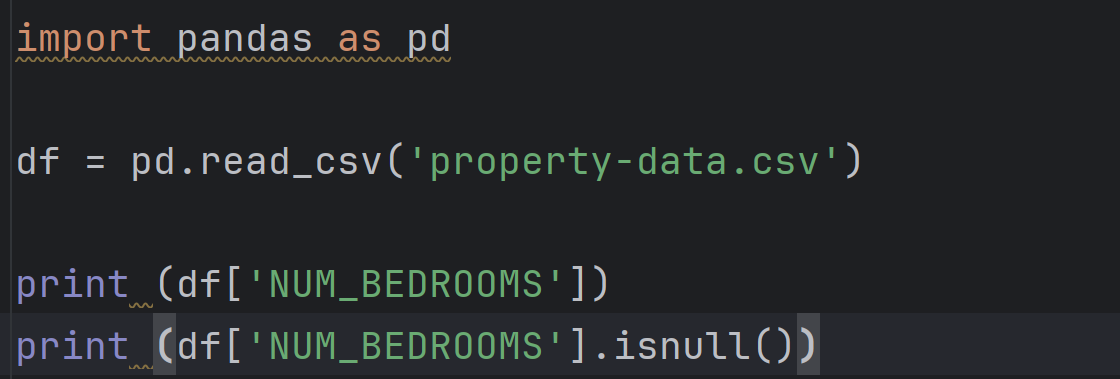 import pandas as pd
df = pd.read_csv('property-data.csv')
print (df['NUM_BEDROOMS'])
print (df['NUM_BEDROOMS'].isnull())